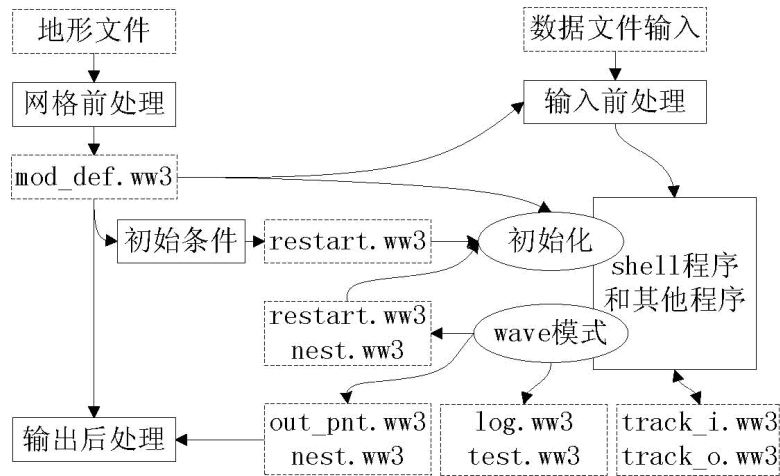 地形文件
数据文件输入
网格前处理
输入前处理
mod_def.ww3
初始条件
restart.ww3
初始化
shell程序
和其他程序
restart.ww3
nest.ww3
wave模式
输出后处理
out_pnt.ww3
nest.ww3
log.ww3
test.ww3
track_i.ww3
track_o.ww3